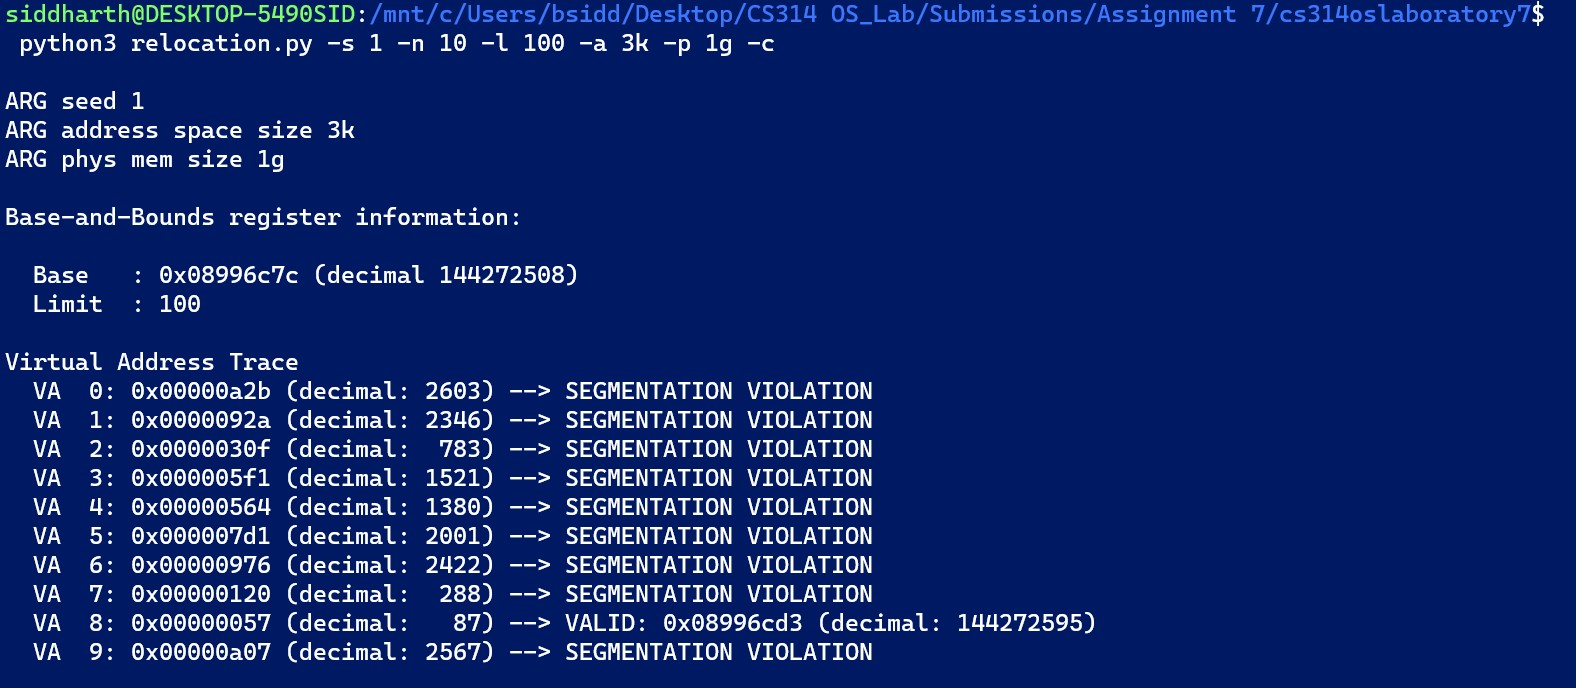 siddharth@DESKTOP-5490SID:/mnt/c/Users/bsidd/Desktop/CS314 OS_Lab/Submissions/Assignment 7/cs314oslaboratory7$
python3 relocation.py -s 1 -n 10 -l 100 -a 3k -p 1g -c
ARG seed 1
ARG address space size 3k
ARG phys mem size 1g
Base-and-Bounds register information:
Base   : 0x08996c7c (decimal 144272508)
Limit  : 100
Virtual Address Trace
VA  0: 0x00000a2b (decimal: 2603) --> SEGMENTATION VIOLATION
VA  1: 0x0000092a (decimal: 2346) --> SEGMENTATION VIOLATION
VA  2: 0x0000030f (decimal:  783) --> SEGMENTATION VIOLATION
VA  3: 0x000005f1 (decimal: 1521) --> SEGMENTATION VIOLATION
VA  4: 0x00000564 (decimal: 1380) --> SEGMENTATION VIOLATION
VA  5: 0x000007d1 (decimal: 2001) --> SEGMENTATION VIOLATION
VA  6: 0x00000976 (decimal: 2422) --> SEGMENTATION VIOLATION
VA  7: 0x00000120 (decimal:  288) --> SEGMENTATION VIOLATION
VA  8: 0x00000057 (decimal:   87) --> VALID: 0x08996cd3 (decimal: 144272595)
VA  9: 0x00000a07 (decimal: 2567) --> SEGMENTATION VIOLATION